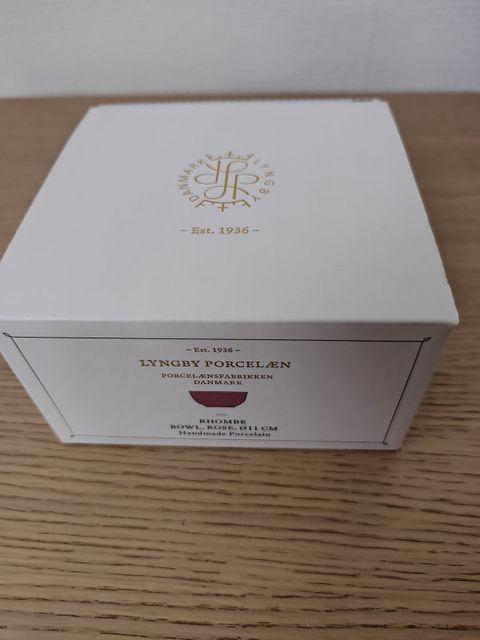 DANMARK LYNGBY
– Est. 1936 –
– Est. 1936 –
LYNGBY PORCELÆN
PORCELÆNSFABRIKKEN
DANMARK
RHOMBE
BOWL, ROSE, Ø11 CM
Handmade Porcelain